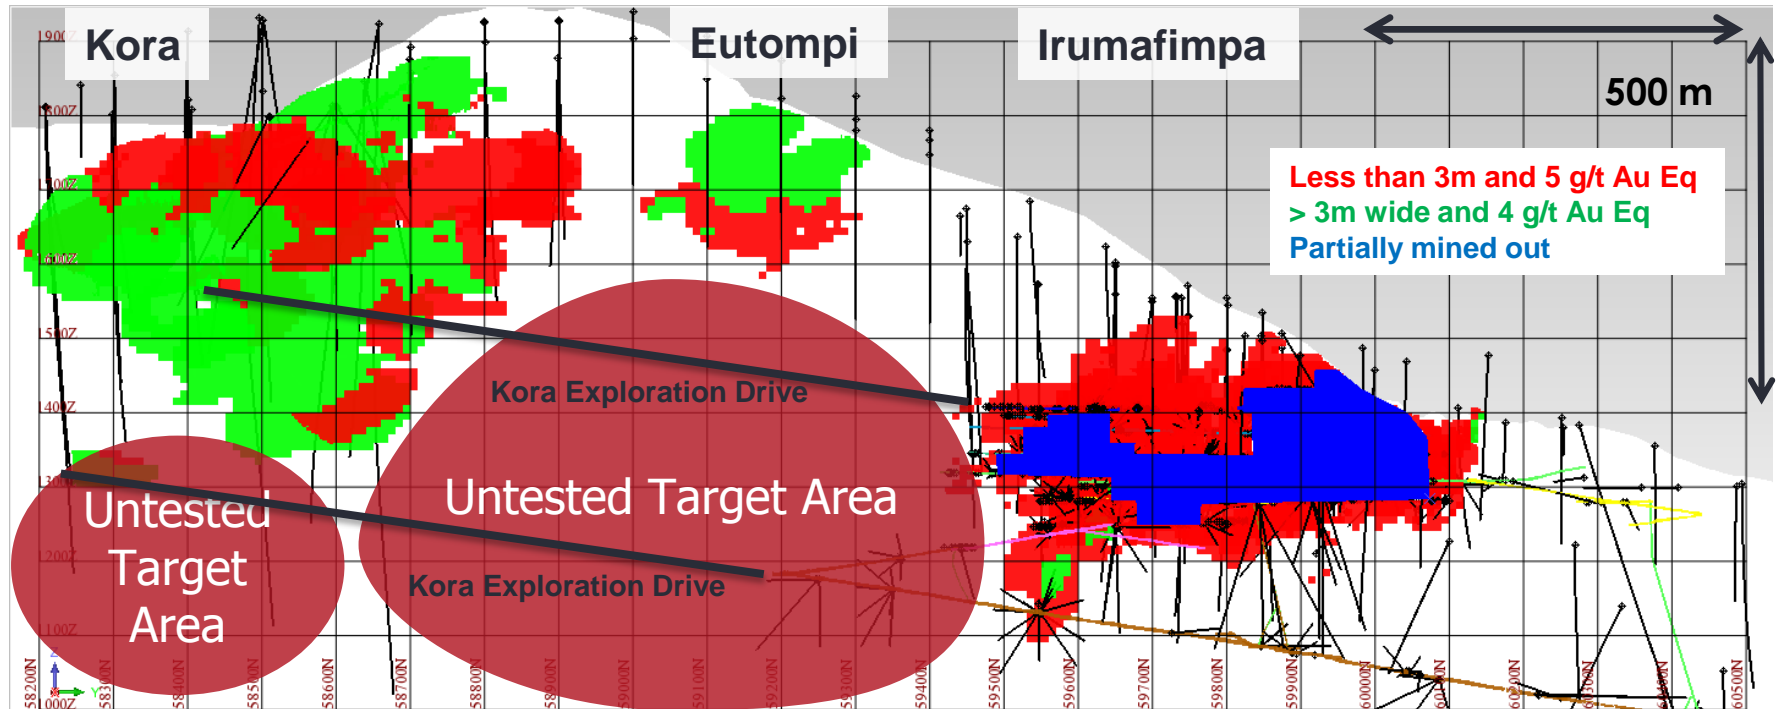 Kora
Eutompi
Irumafimpa
500 m
Less than 3m and 5 g/t Au Eq
> 3m wide and 4 g/t Au Eq
Partially mined out
Kora Exploration Drive
Untested Target Area
Untested
Target
Area
Kora Exploration Drive
1900Z
1800Z
1700Z
1600Z
1500Z
1400Z
1300Z
1200Z
1100Z
1000Z
Z
Y
58200N
58300N
58400N
58500N
58600N
58700N
58800N
58900N
59000N
59100N
59200N
59300N
59400N
59500N
59600N
59700N
59800N
59900N
60000N
60100N
60200N
60300N
60400N
60500N